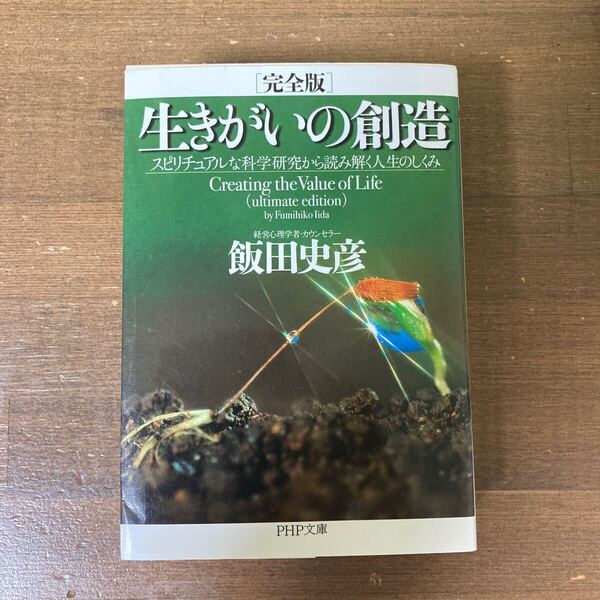 [完全版]
生きがいの創造
スピリチュアルな科学研究から読み解く人生のしくみ
Creating the Value of Life
(ultimate edition)
by Fumihiko Iida
経営心理学者・カウンセラー
飯田史彦
PHP文庫